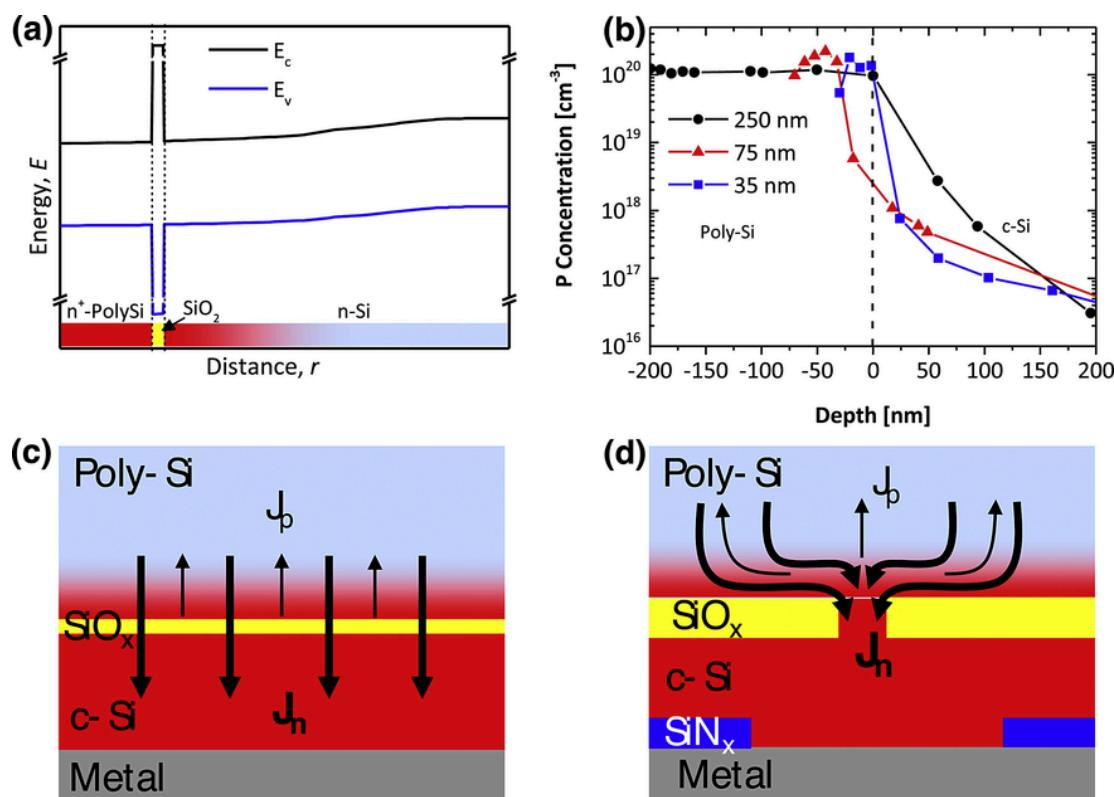 (a)
E_c
E_v
Energy, E
n⁺-PolySi
SiO₂
n-Si
Distance, r
(b)
P Concentration [cm⁻³]
10²⁰
10¹⁹
10¹⁸
10¹⁷
10¹⁶
250 nm
75 nm
35 nm
Poly-Si
c-Si
-200 -150 -100 -50 0 50 100 150 200
Depth [nm]
(c)
Poly- Si
J_p
SiO_x
c- Si
J_n
Metal
(d)
Poly- Si
J_p
SiO_x
J_n
c- Si
SiN_x
Metal